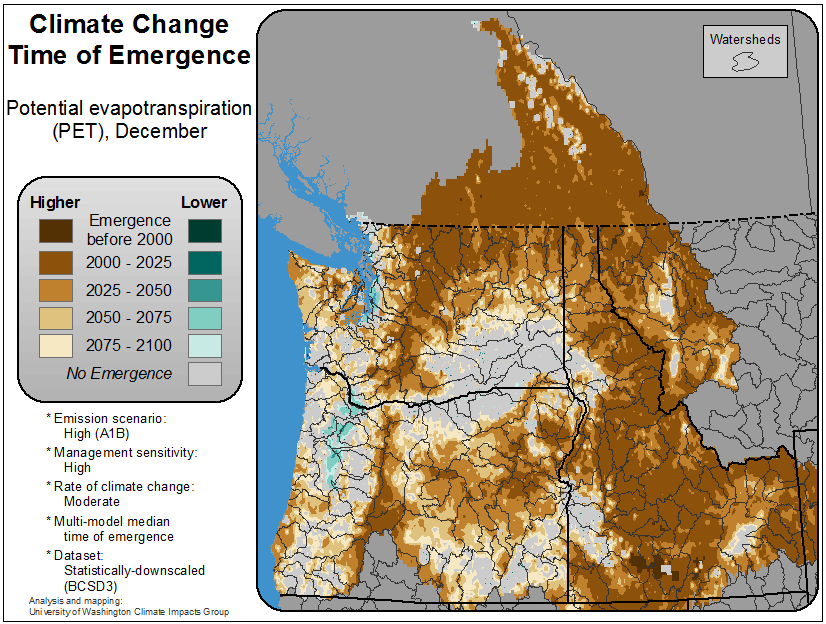 Climate Change
Time of Emergence
Potential evapotranspiration
(PET), December
Higher
Lower
Emergence
before 2000
2000 - 2025
2025 - 2050
2050 - 2075
2075 - 2100
No Emergence
* Emission scenario:
High (A1B)
* Management sensitivity:
High
* Rate of climate change:
Moderate
* Multi-model median
time of emergence
* Dataset:
Statistically-downscaled
(BCSD3)
Analysis and mapping:
University of Washington Climate Impacts Group
Watersheds